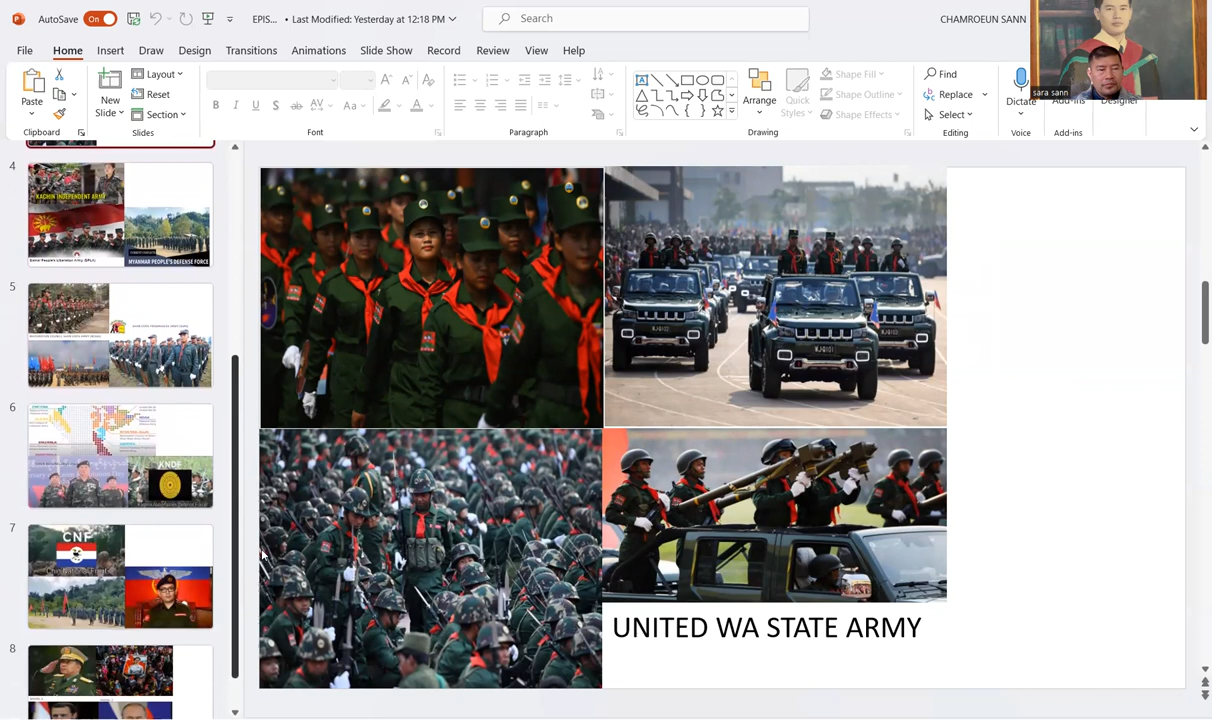 AutoSave On EPIS... • Last Modified: Yesterday at 12:18 PM Search CHAMROEUN SANN
File Home Insert Draw Design Transitions Animations Slide Show Record Review View Help
Paste
New Slide
Layout
Reset
Section
Aa
Arrange
Quick Styles
Shape Fill
Shape Outline
Shape Effects
Find
Replace
Select
Dictate
sara sann
Add-ins
Designer
Clipboard Slides Font Paragraph Drawing Editing Voice Add-ins
4
KACHIN INDEPENDENT ARMY
MYANMAR PEOPLE'S DEFENSE FORCE
5
6
KNDF
7
CNF
8
UNITED WA STATE ARMY